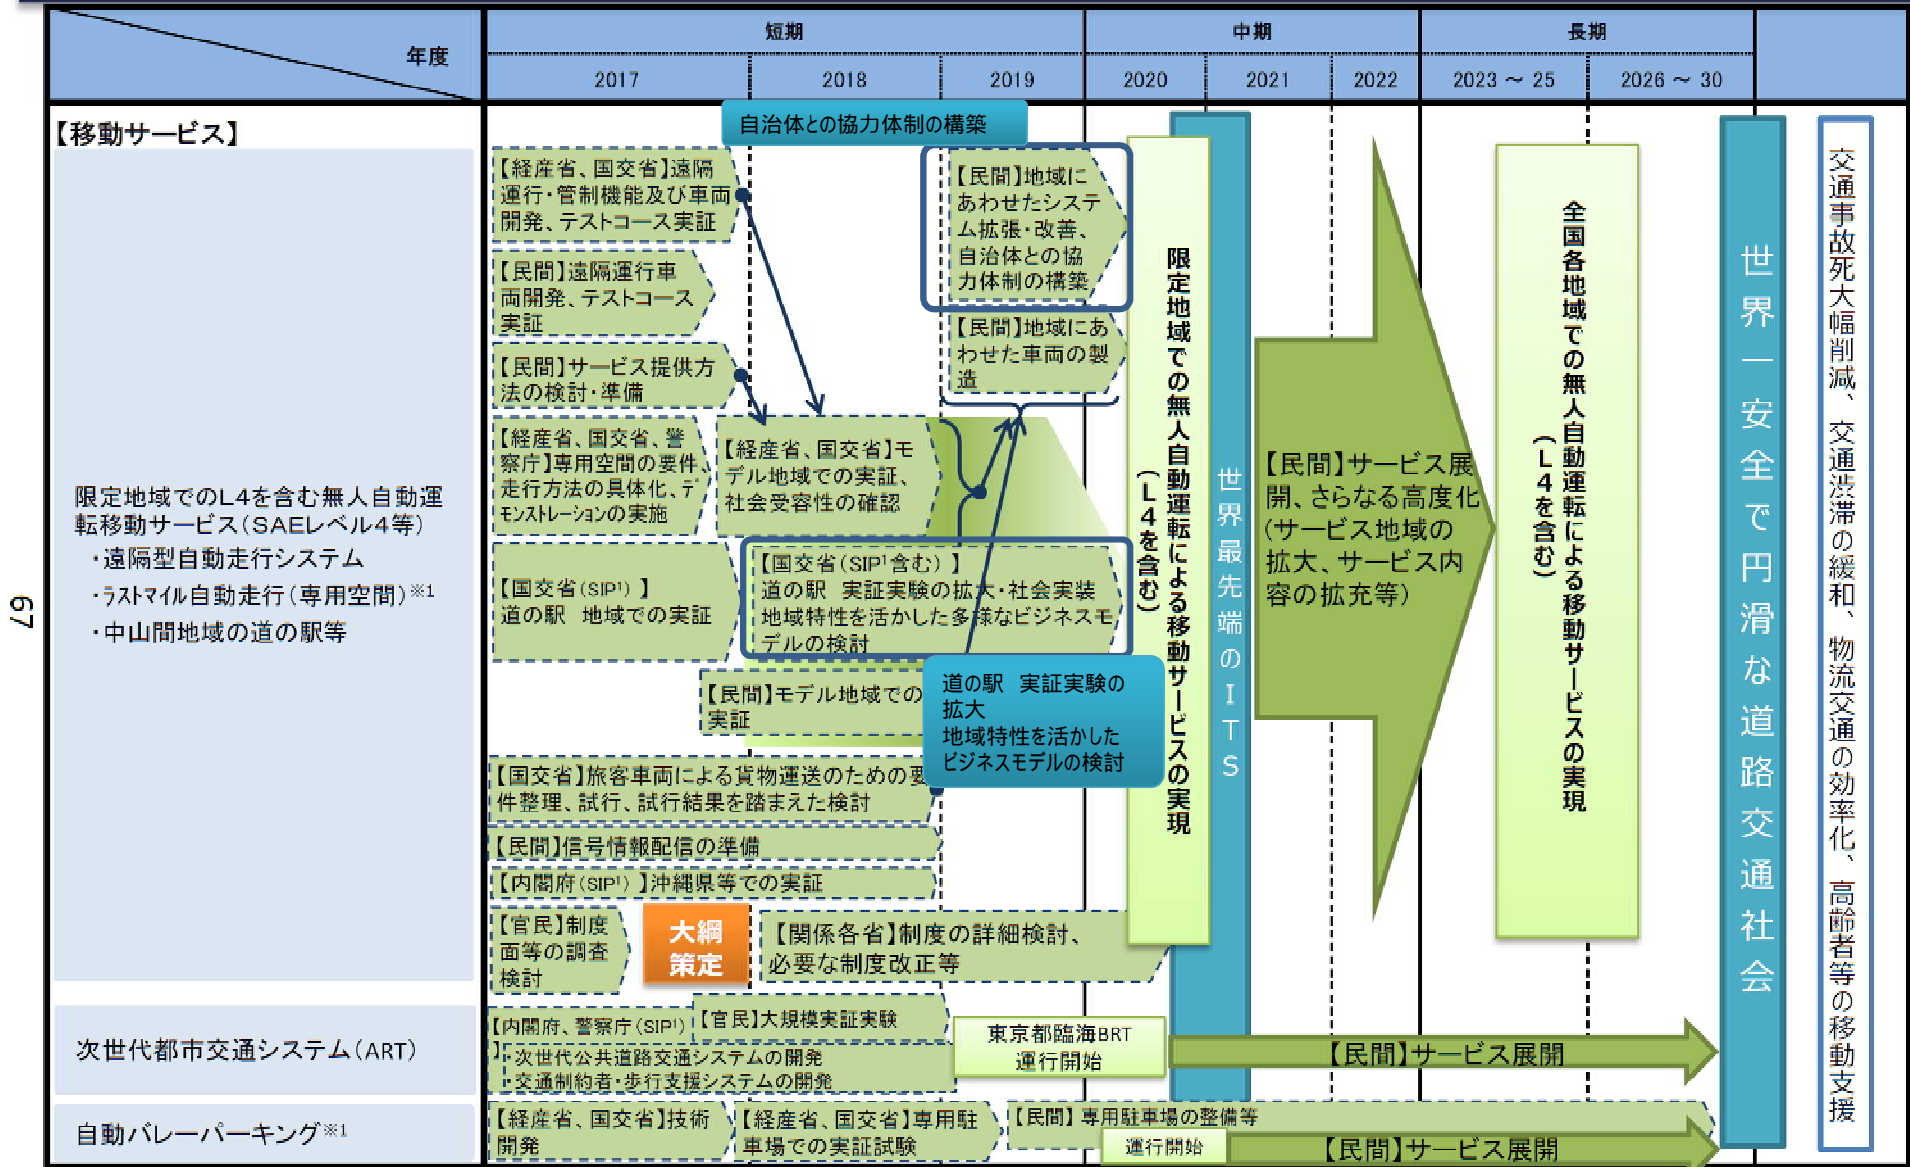 年度
短期
中期
長期
2017
2018
2019
2020
2021
2022
2023 ～ 25
2026 ～ 30
【移動サービス】
自治体との協力体制の構築
限定地域でのL4を含む無人自動運
転移動サービス（SAEレベル4等）
・遠隔型自動走行システム
・ラストマイル自動走行（専用空間）※1
・中山間地域の道の駅等
【経産省、国交省】遠隔
運行・管制機能及び車両
開発、テストコース実証
【民間】遠隔運行車
両開発、テストコース
実証
【民間】サービス提供方
法の検討・準備
【経産省、国交省、警
察庁】専用空間の要件、
走行方法の具体化、デ
モンストレーションの実施
【経産省、国交省】モ
デル地域での実証、
社会受容性の確認
【民間】地域に
あわせたシステ
ム拡張・改善、
自治体との協
力体制の構築
【民間】地域にあ
わせた車両の製
造
【国交省（SIP1）】
道の駅　地域での実証
【国交省（SIP1含む）】
道の駅　実証実験の拡大・社会実装
地域特性を活かした多様なビジネスモ
デルの検討
【民間】モデル地域での
実証
道の駅　実証実験の
拡大
地域特性を活かした
ビジネスモデルの検討
【国交省】旅客車両による貨物運送のための要
件整理、試行、試行結果を踏まえた検討
【民間】信号情報配信の準備
【内閣府（SIP1）】沖縄県等での実証
【官民】制度
面等の調査
検討
大綱
策定
【関係各省】制度の詳細検討、
必要な制度改正等
限定地域での無人自動運転による移動サービスの実現
（L4を含む）
世界最先端のITS
【民間】サービス展
開、さらなる高度化
（サービス地域の
拡大、サービス内
容の拡充等）
全国各地域での無人自動運転による移動サービスの実現
（L4を含む）
世界一安全で円滑な道路交通社会
交通事故死大幅削減、交通渋滞の緩和、物流交通の効率化、高齢者等の移動支援
次世代都市交通システム（ART）
【内閣府、警察庁（SIP1）
】
【官民】大規模実証実験
・次世代公共道路交通システムの開発
・交通制約者・歩行支援システムの開発
東京都臨海BRT
運行開始
【民間】サービス展開
自動バレーパーキング※1
【経産省、国交省】技術
開発
【経産省、国交省】専用駐
車場での実証試験
【民間】専用駐車場の整備等
運行開始
【民間】サービス展開
67